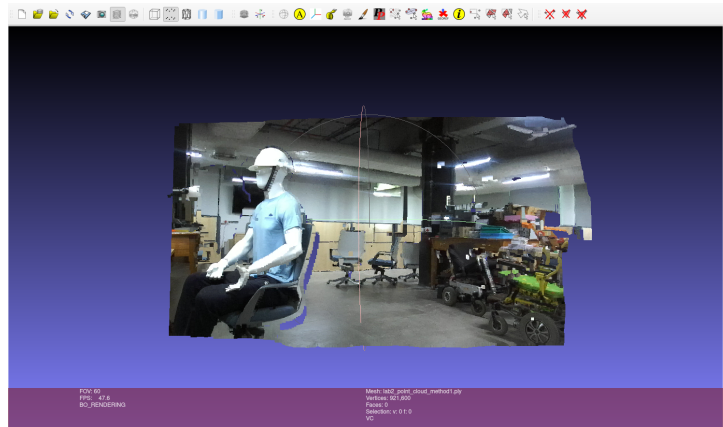 A
i
FOV: 60
FPS: 47.6
BO_RENDERING
Mesh: lab2_point_cloud_method1.ply
Vertices: 921,600
Faces: 0
Selection: v: 0 f: 0
VC